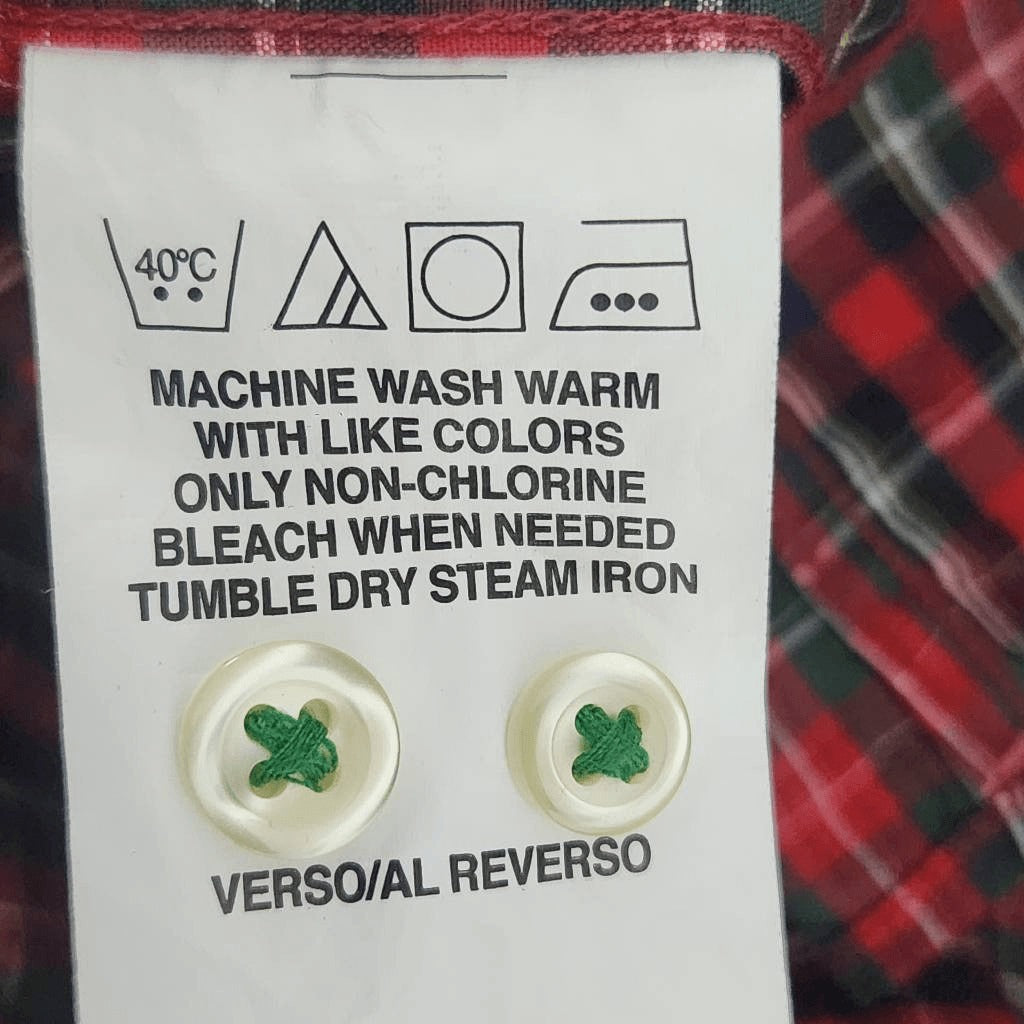 40°C
MACHINE WASH WARM
WITH LIKE COLORS
ONLY NON-CHLORINE
BLEACH WHEN NEEDED
TUMBLE DRY STEAM IRON
VERSO/AL REVERSO